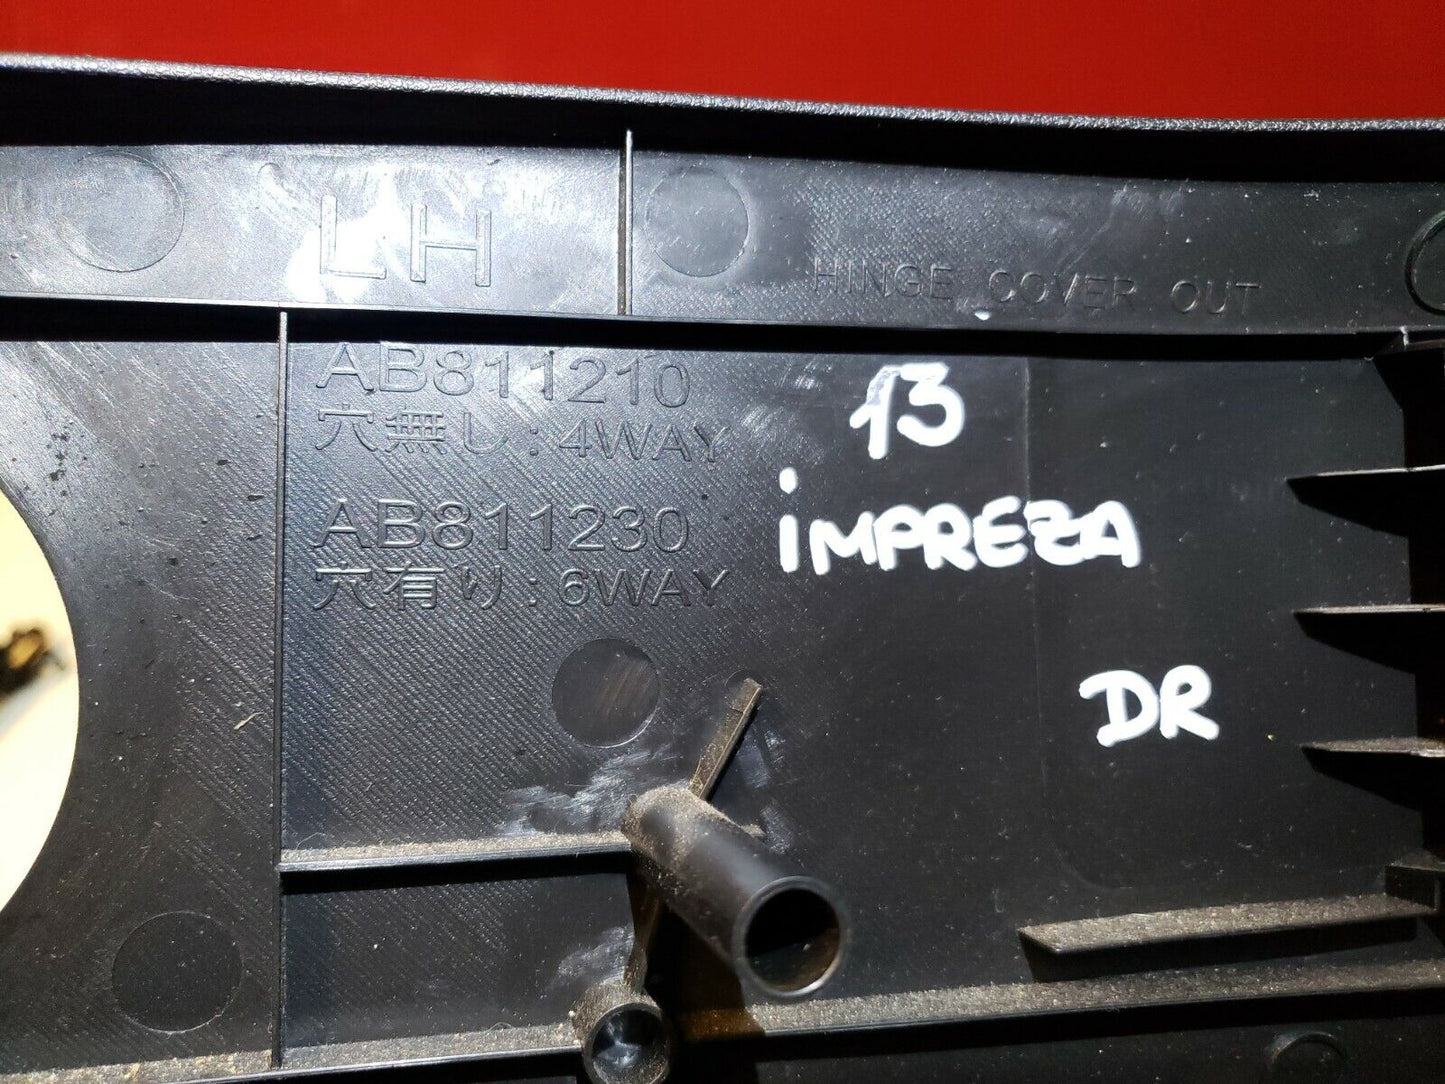 LH
HINGE COVER OUT
AB811210
穴無し:4WAY
AB811230
穴有り:6WAY
13
iMPREZA
DR